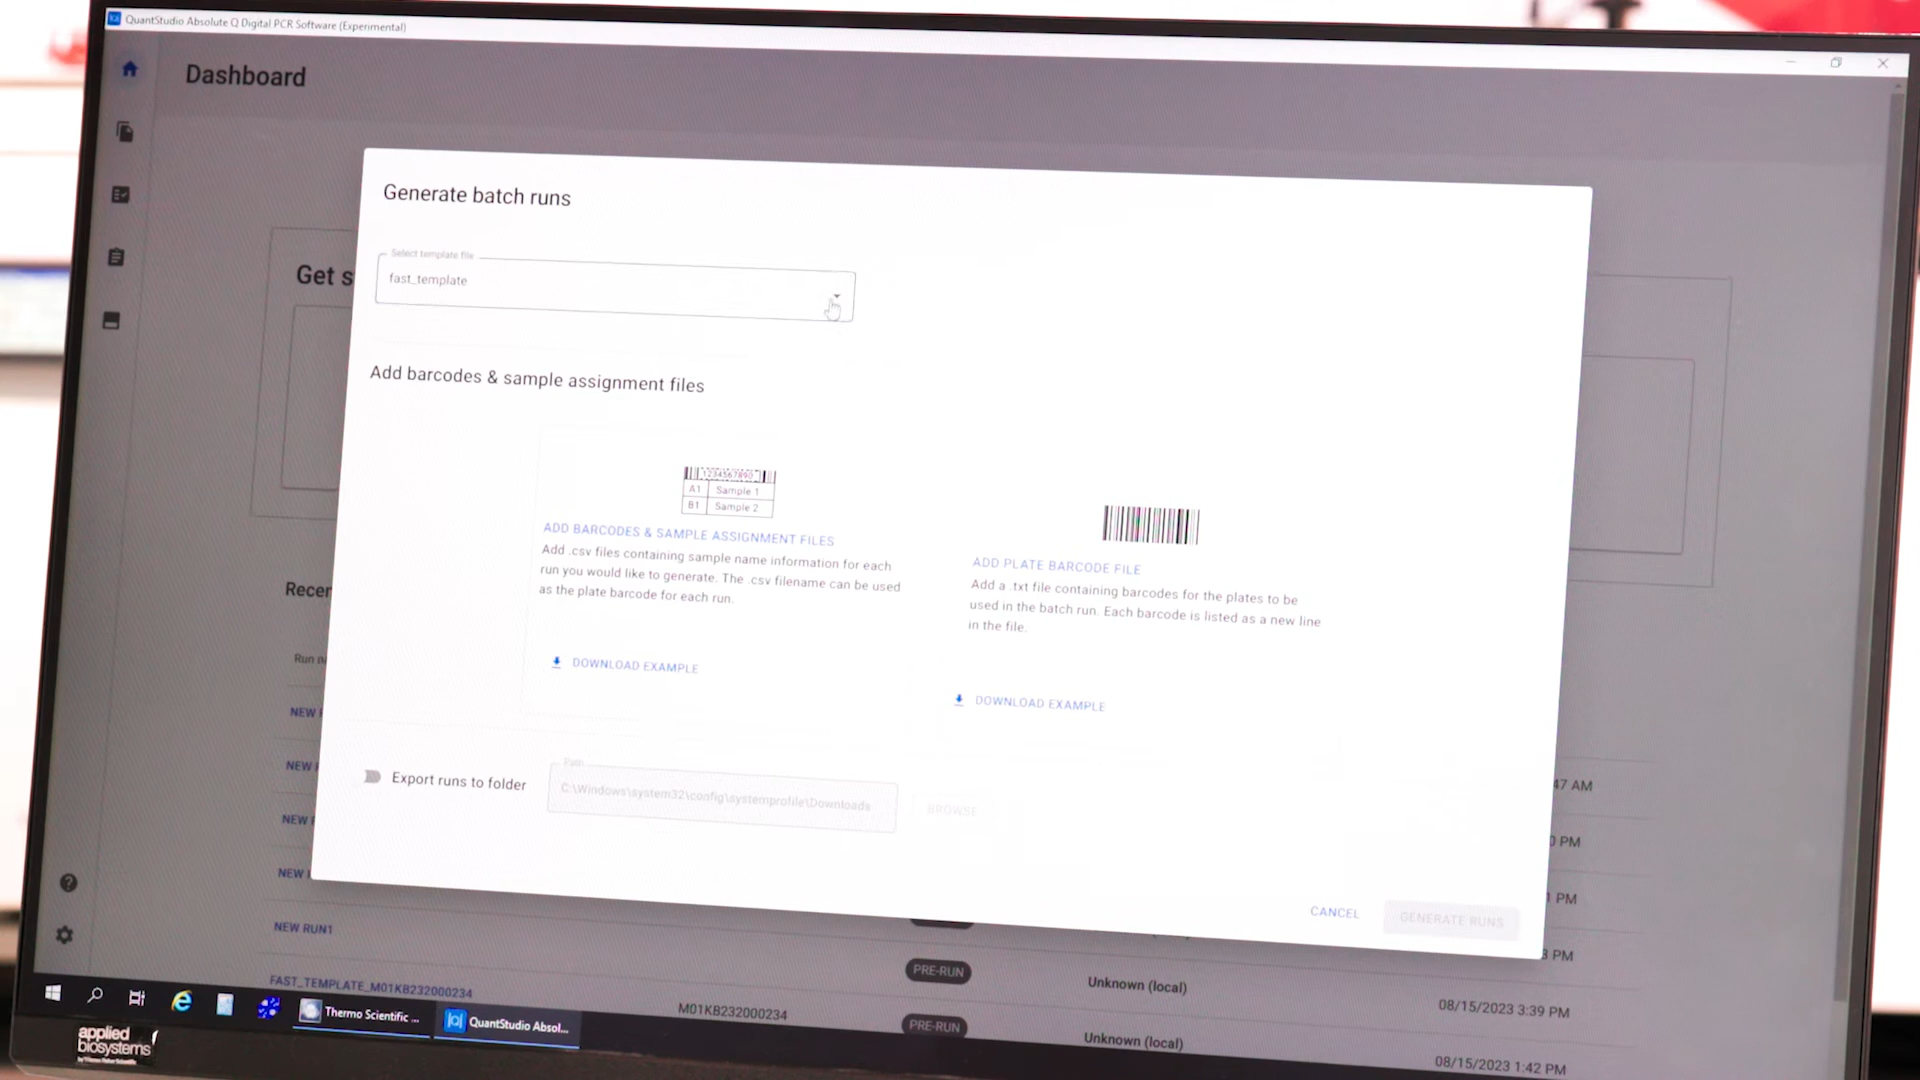 QuantStudio Absolute Q Digital PCR Software (Experimental)
Dashboard
Generate batch runs
Select template file
fast_template
Get s
Add barcodes & sample assignment files
1234567890
A1 Sample 1
B1 Sample 2
ADD BARCODES & SAMPLE ASSIGNMENT FILES
Add .csv files containing sample name information for each
run you would like to generate. The .csv filename can be used
as the plate barcode for each run.
DOWNLOAD EXAMPLE
ADD PLATE BARCODE FILE
Add a .txt file containing barcodes for the plates to be
used in the batch run. Each barcode is listed as a new line
in the file.
DOWNLOAD EXAMPLE
Recer
Run n
NEW
NEW
NEW
NEW
Export runs to folder
Path
C:\Windows\system32\config\systemprofile\Downloads
BROWSE
47 AM
PM
PM
3 PM
CANCEL
GENERATE RUNS
NEW RUN1
PRE-RUN
Unknown (local)
08/15/2023 3:39 PM
FAST_TEMPLATE_M01KB232000234
M01KB232000234
PRE-RUN
Unknown (local)
08/15/2023 1:42 PM
Thermo Scientific ...
QuantStudio Absol...
applied
biosystems
by Thermo Fisher Scientific